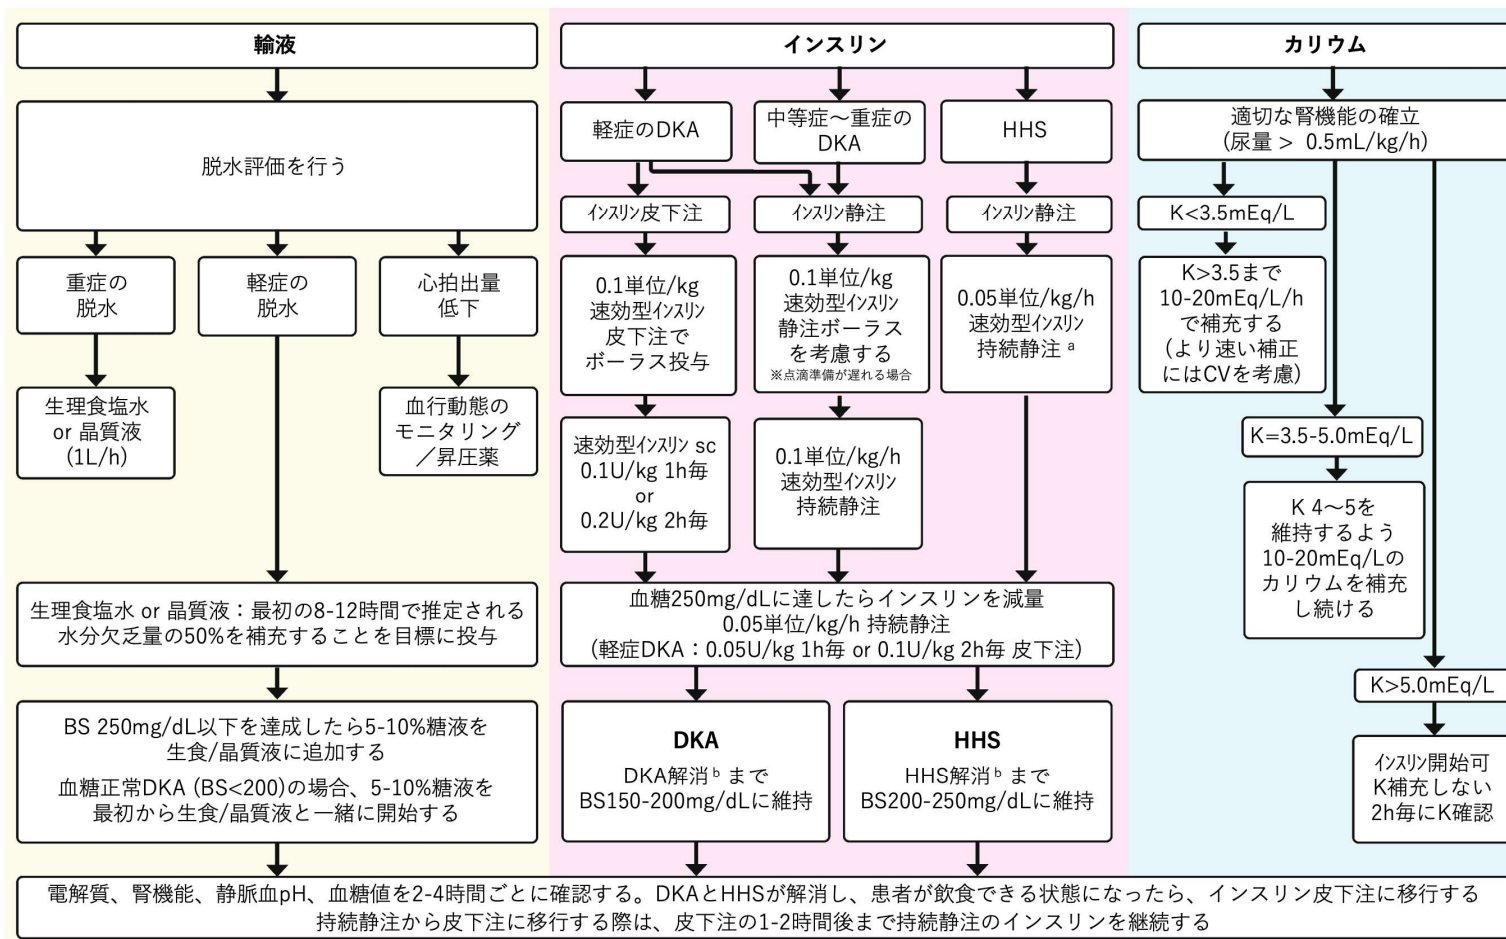 輸液
脱水評価を行う
重症の
脱水
軽症の
脱水
心拍出量
低下
生理食塩水
or 晶質液
(1L/h)
血行動態の
モニタリング
／昇圧薬
生理食塩水 or 晶質液：最初の8-12時間で推定される
水分欠乏量の50%を補充することを目標に投与
BS 250mg/dL以下を達成したら5-10%糖液を
生食/晶質液に追加する
血糖正常DKA (BS<200)の場合、5-10%糖液を
最初から生食/晶質液と一緒に開始する
インスリン
軽症のDKA
中等症〜重症の
DKA
HHS
ｲﾝｽﾘﾝ皮下注
ｲﾝｽﾘﾝ静注
ｲﾝｽﾘﾝ静注
0.1単位/kg
速効型ｲﾝｽﾘﾝ
皮下注で
ボーラス投与
0.1単位/kg
速効型ｲﾝｽﾘﾝ
静注ボーラス
を考慮する
※点滴準備が遅れる場合
0.05単位/kg/h
速効型ｲﾝｽﾘﾝ
持続静注 a
速効型ｲﾝｽﾘﾝ sc
0.1U/kg 1h毎
or
0.2U/kg 2h毎
0.1単位/kg/h
速効型ｲﾝｽﾘﾝ
持続静注
血糖250mg/dLに達したらインスリンを減量
0.05単位/kg/h 持続静注
(軽症DKA：0.05U/kg 1h毎 or 0.1U/kg 2h毎 皮下注)
DKA
DKA解消 b まで
BS150-200mg/dLに維持
HHS
HHS解消 b まで
BS200-250mg/dLに維持
カリウム
適切な腎機能の確立
(尿量 > 0.5mL/kg/h)
K<3.5mEq/L
K>3.5まで
10-20mEq/L/h
で補充する
(より速い補正
にはCVを考慮)
K=3.5-5.0mEq/L
K 4〜5を
維持するよう
10-20mEq/Lの
カリウムを補充
し続ける
K>5.0mEq/L
ｲﾝｽﾘﾝ開始可
K補充しない
2h毎にK確認
電解質、腎機能、静脈血pH、血糖値を2-4時間ごとに確認する。DKAとHHSが解消し、患者が飲食できる状態になったら、インスリン皮下注に移行する
持続静注から皮下注に移行する際は、皮下注の1-2時間後まで持続静注のインスリンを継続する